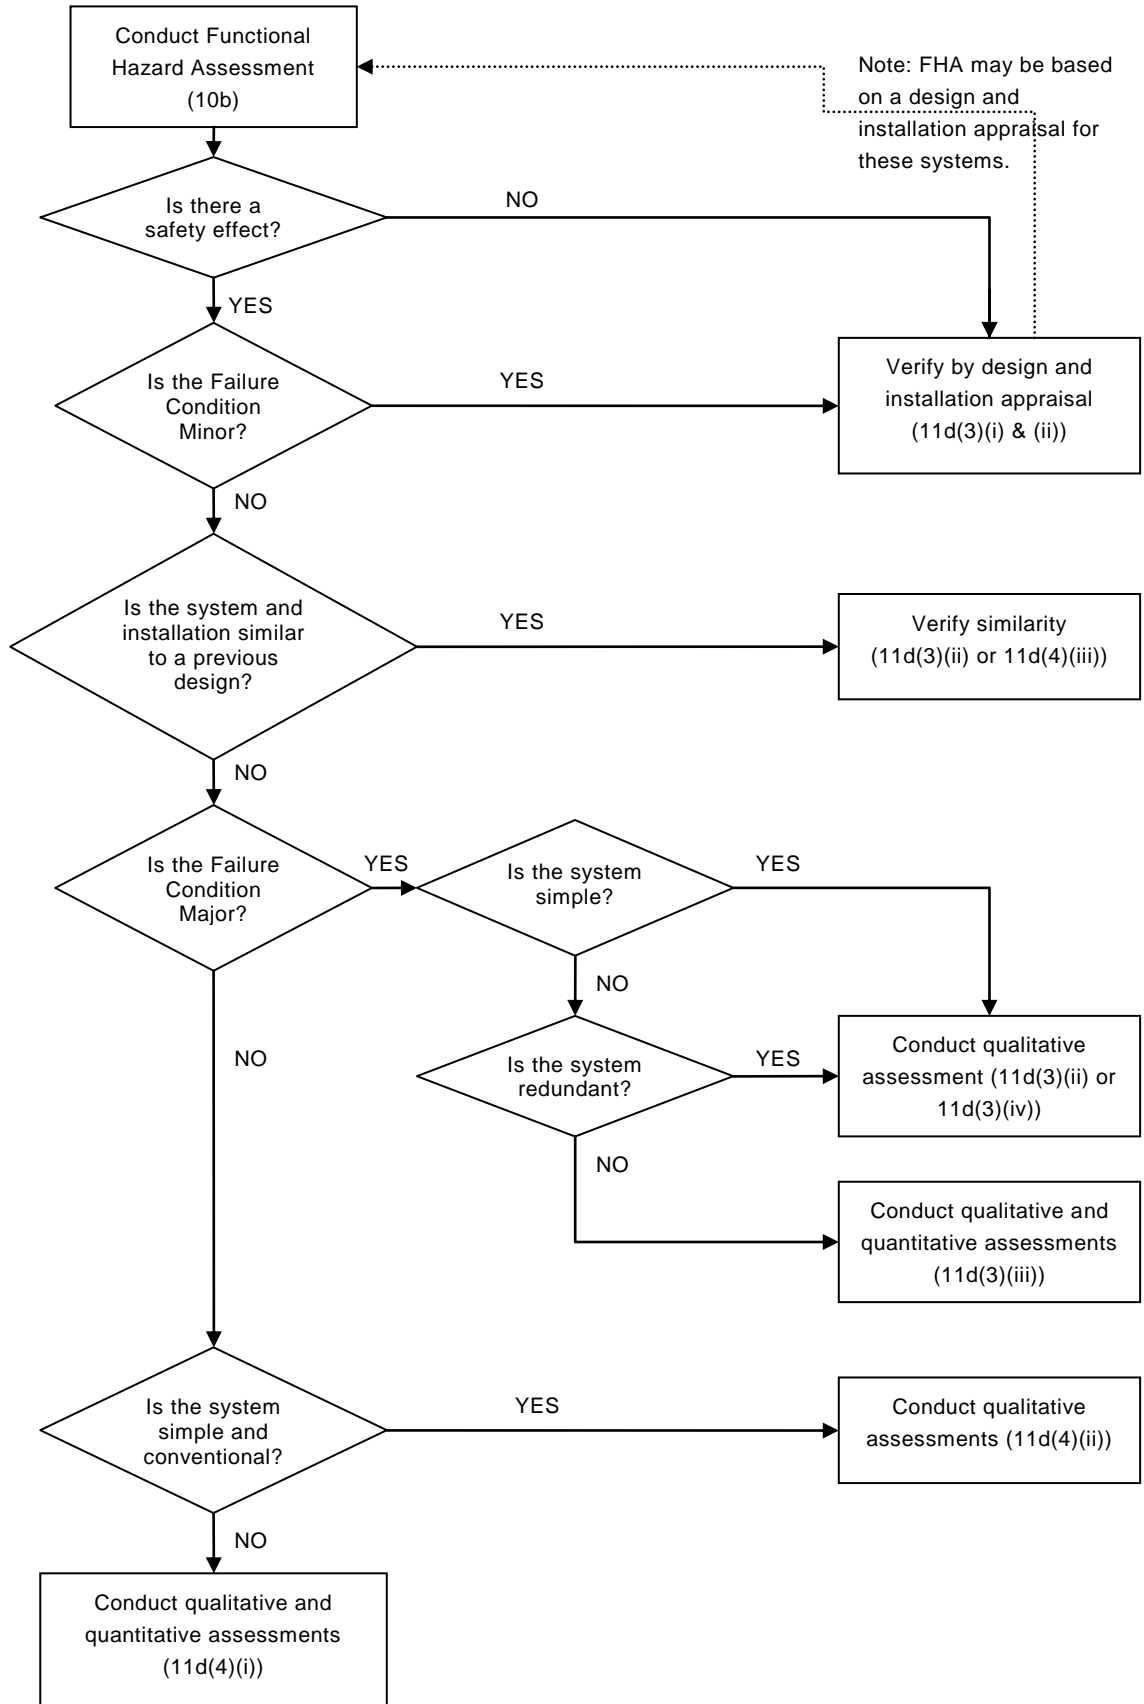 Conduct Functional
Hazard Assessment
(10b)
Note: FHA may be based
on a design and
installation appraisal for
these systems.
Is there a
safety effect?
NO
YES
Is the Failure
Condition
Minor?
YES
Verify by design and
installation appraisal
(11d(3)(i) & (ii))
NO
Is the system and
installation similar
to a previous
design?
YES
Verify similarity
(11d(3)(ii) or 11d(4)(iii))
NO
Is the Failure
Condition
Major?
YES
Is the system
simple?
YES
NO
NO
Is the system
redundant?
YES
Conduct qualitative
assessment (11d(3)(ii) or
11d(3)(iv))
NO
Conduct qualitative and
quantitative assessments
(11d(3)(iii))
Is the system
simple and
conventional?
YES
Conduct qualitative
assessments (11d(4)(ii))
NO
Conduct qualitative and
quantitative assessments
(11d(4)(i))